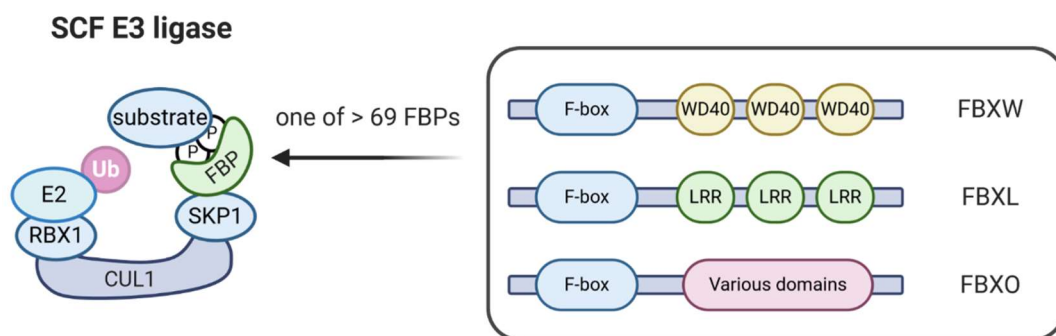 SCF E3 ligase
substrate
P
P
FBP
Ub
E2
RBX1
SKP1
CUL1
one of > 69 FBPs
F-box WD40 WD40 WD40 FBXW
F-box LRR LRR LRR FBXL
F-box Various domains FBXO